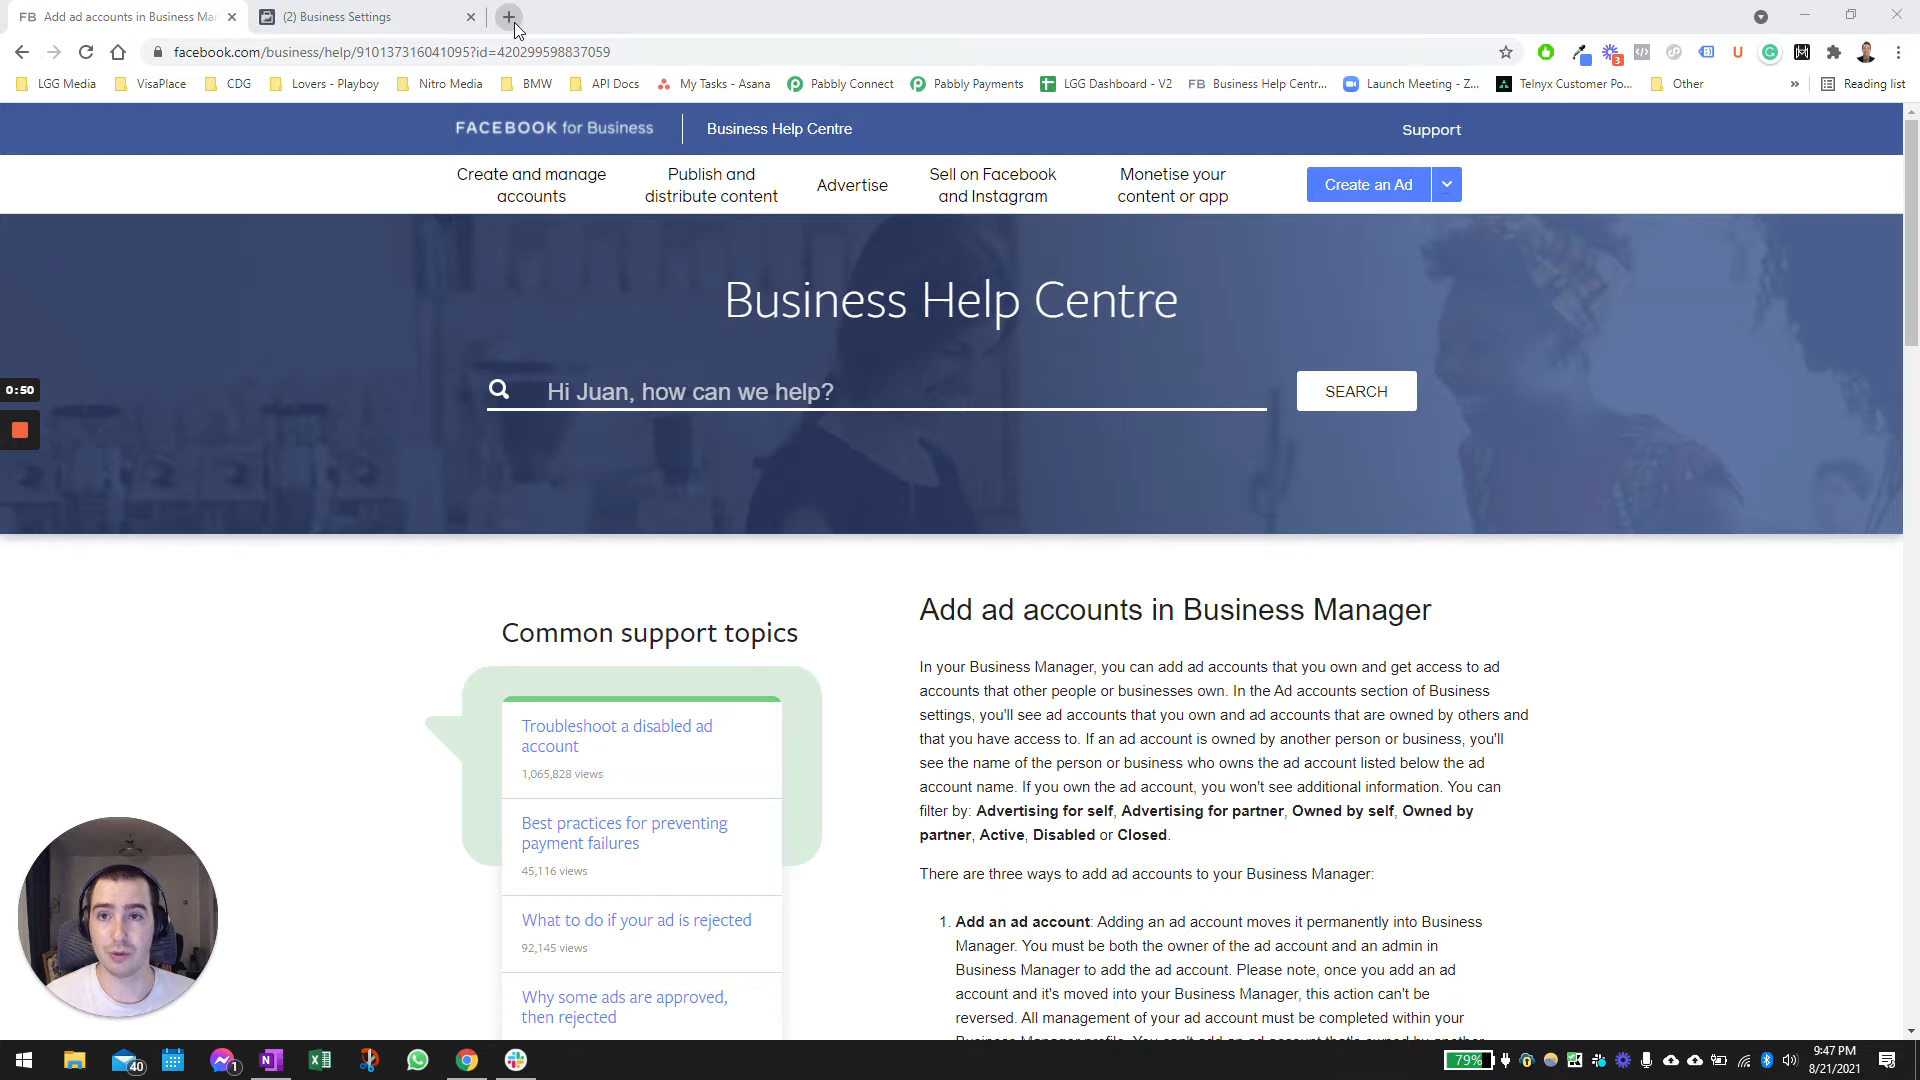 FB Add ad accounts in Business Mar
(2) Business Settings
facebook.com/business/help/910137316041095?id=420299598837059
3
U
LGG Media
VisaPlace
CDG
Lovers - Playboy
Nitro Media
BMW
API Docs
My Tasks - Asana
Pabbly Connect
Pabbly Payments
LGG Dashboard - V2
FB Business Help Centr...
Launch Meeting - Z...
Telnyx Customer Po...
Other
»
Reading list
FACEBOOK for Business
Business Help Centre
Support
Create and manage
accounts
Publish and
distribute content
Advertise
Sell on Facebook
and Instagram
Monetise your
content or app
Create an Ad
Business Help Centre
Hi Juan, how can we help?
SEARCH
0:50
Common support topics
Troubleshoot a disabled ad
account
1,065,828 views
Best practices for preventing
payment failures
45,116 views
What to do if your ad is rejected
92,145 views
Why some ads are approved,
then rejected
Add ad accounts in Business Manager
In your Business Manager, you can add ad accounts that you own and get access to ad
accounts that other people or businesses own. In the Ad accounts section of Business
settings, you'll see ad accounts that you own and ad accounts that are owned by others and
that you have access to. If an ad account is owned by another person or business, you'll
see the name of the person or business who owns the ad account listed below the ad
account name. If you own the ad account, you won't see additional information. You can
filter by: Advertising for self, Advertising for partner, Owned by self, Owned by
partner, Active, Disabled or Closed.
There are three ways to add ad accounts to your Business Manager:
1. Add an ad account: Adding an ad account moves it permanently into Business
Manager. You must be both the owner of the ad account and an admin in
Business Manager to add the ad account. Please note, once you add an ad
account and it's moved into your Business Manager, this action can't be
reversed. All management of your ad account must be completed within your
40
1
79%
9:47 PM
8/21/2021